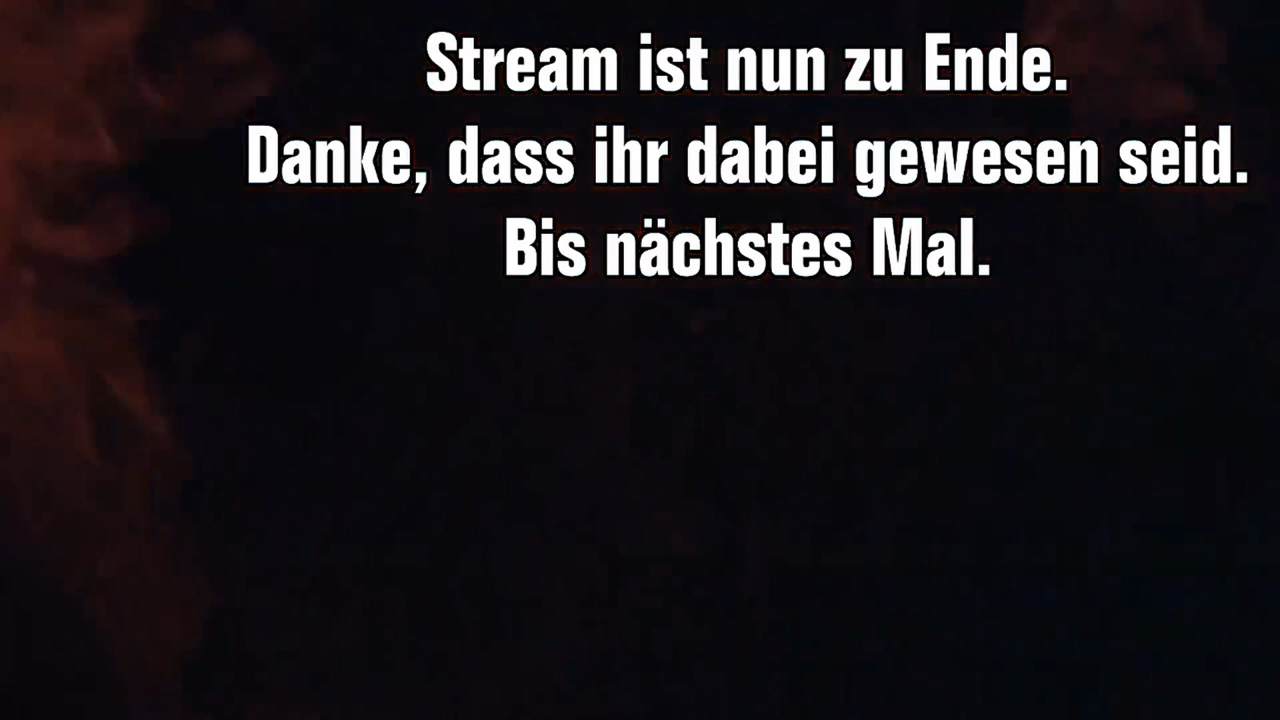 Stream ist nun zu Ende.
Danke, dass ihr dabei gewesen seid.
Bis nächstes Mal.